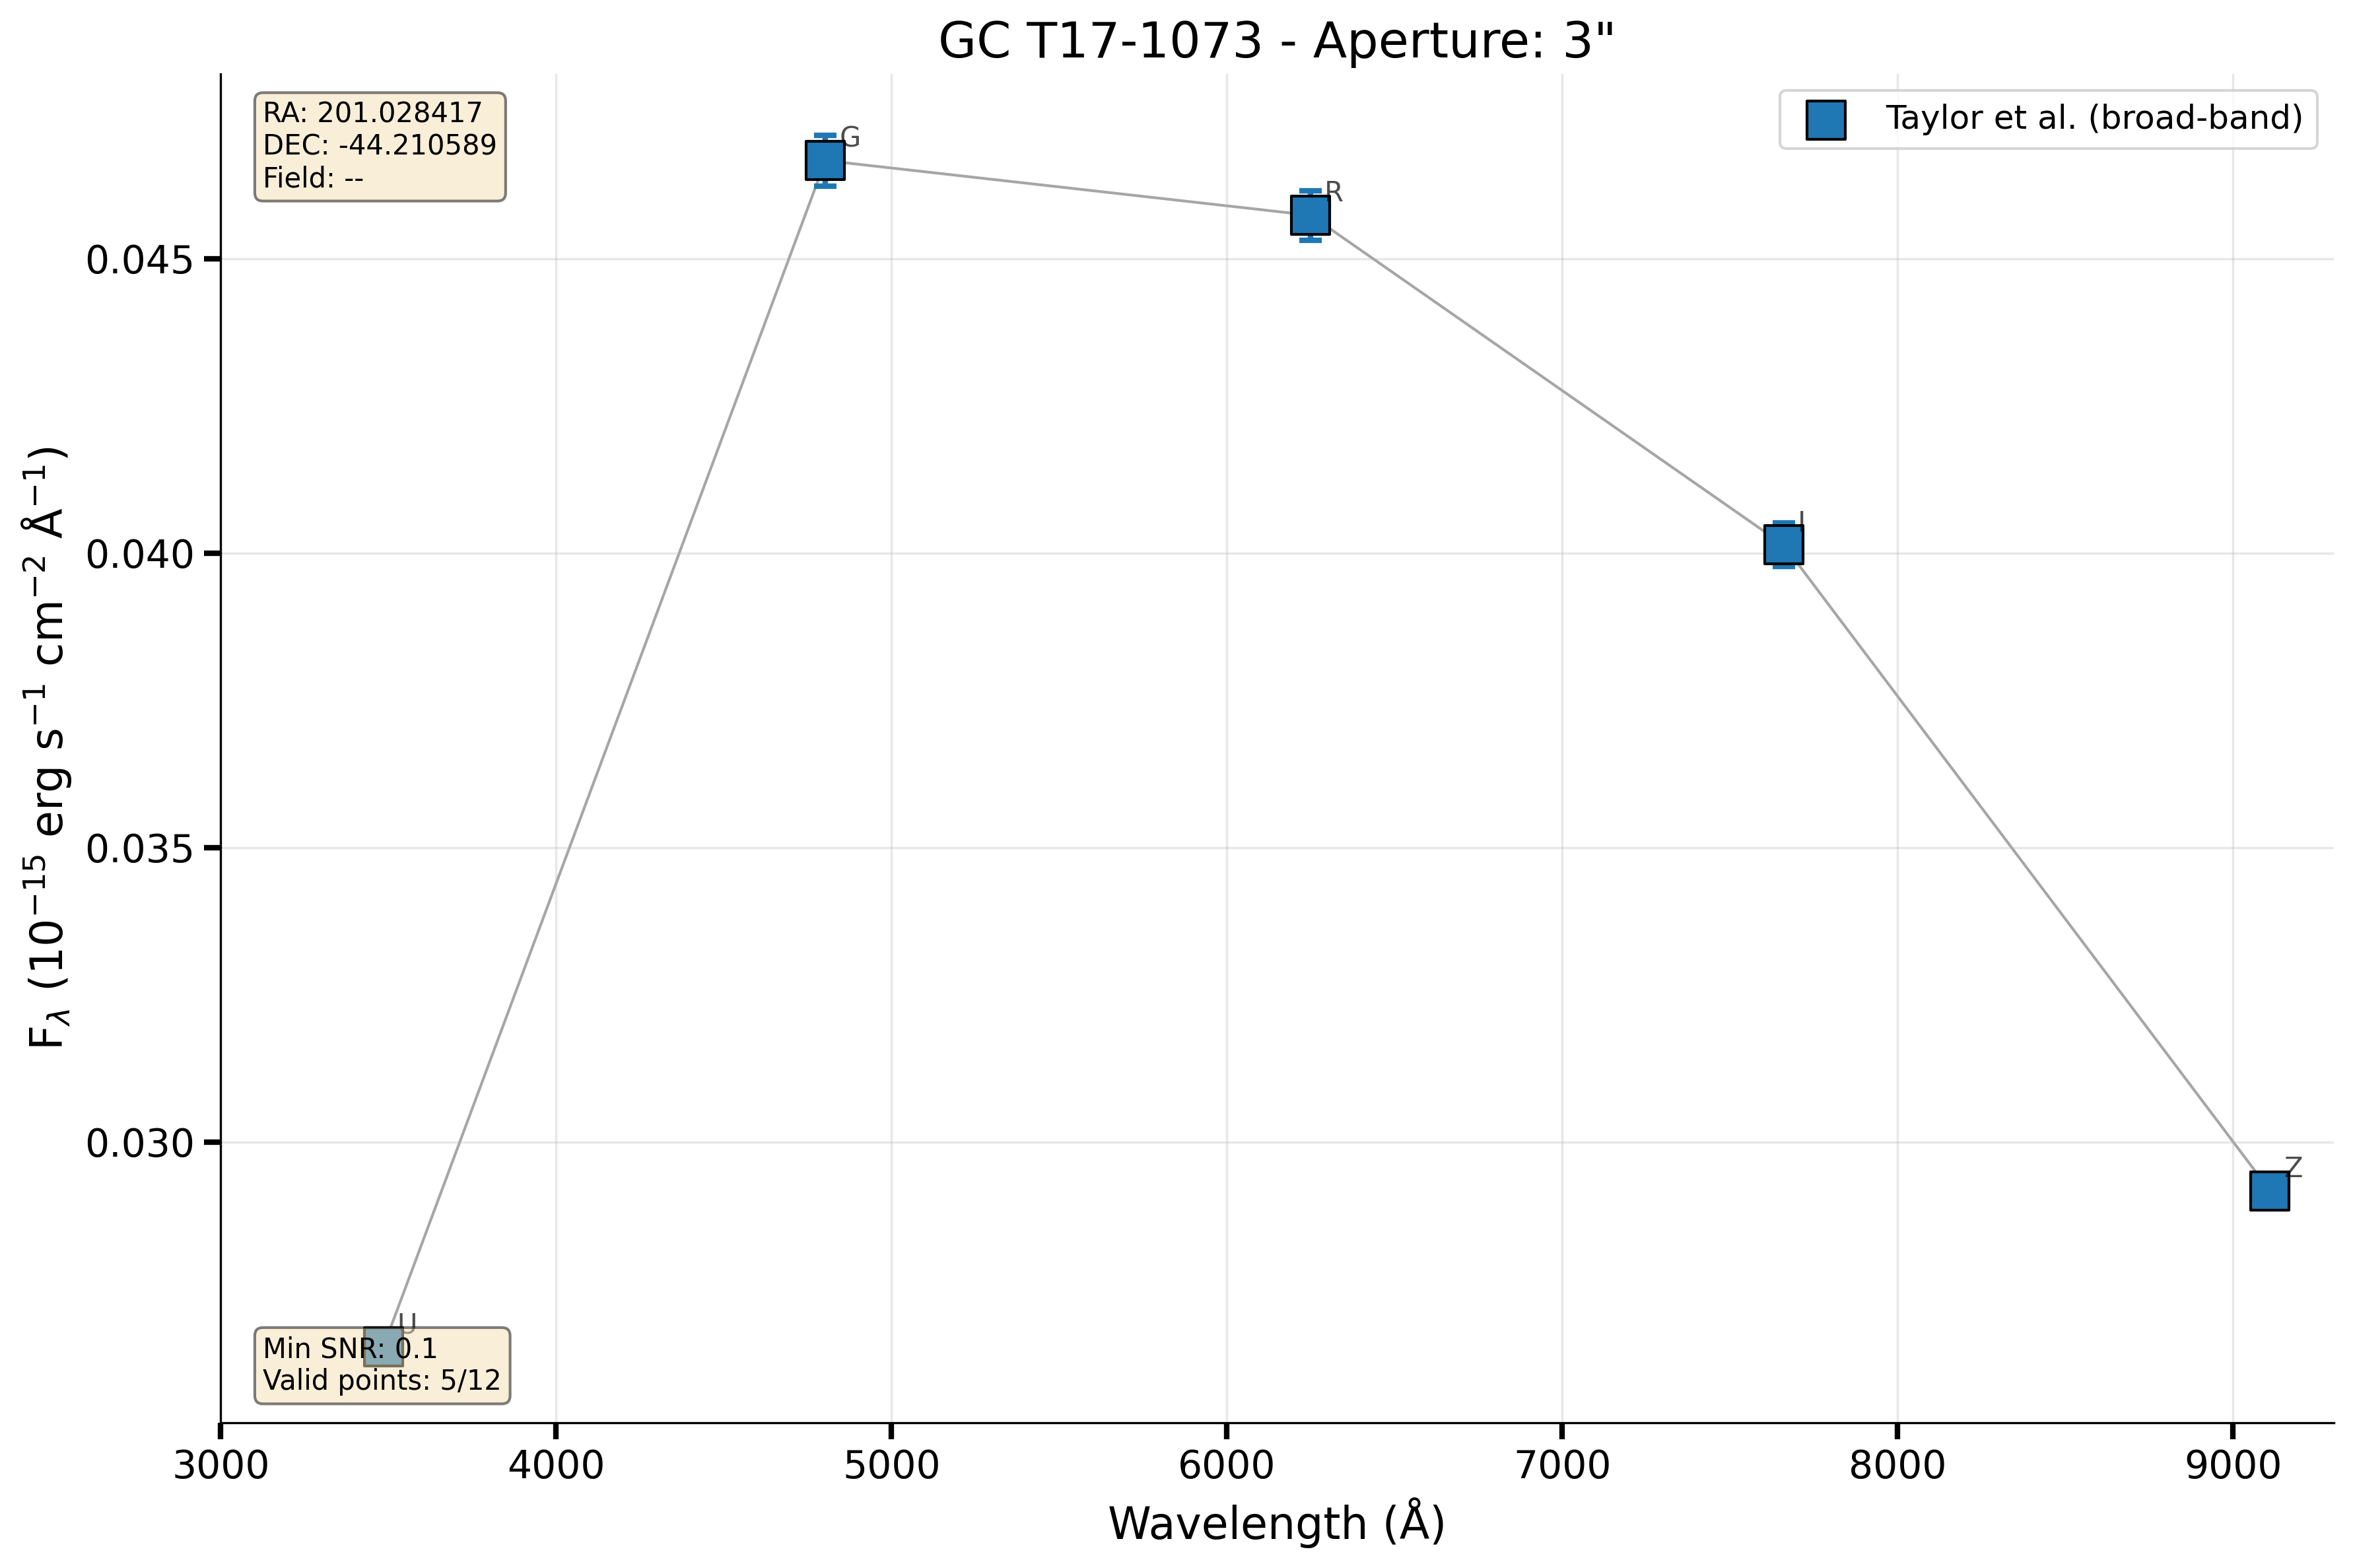 GC T17-1073 - Aperture: 3"
RA: 201.028417
DEC: -44.210589
Field: --
Taylor et al. (broad-band)
G
R
I
Z
U
Min SNR: 0.1
Valid points: 5/12
0.045
0.040
0.035
0.030
F_λ (10⁻¹⁵ erg s⁻¹ cm⁻² Å⁻¹)
3000 4000 5000 6000 7000 8000 9000
Wavelength (Å)